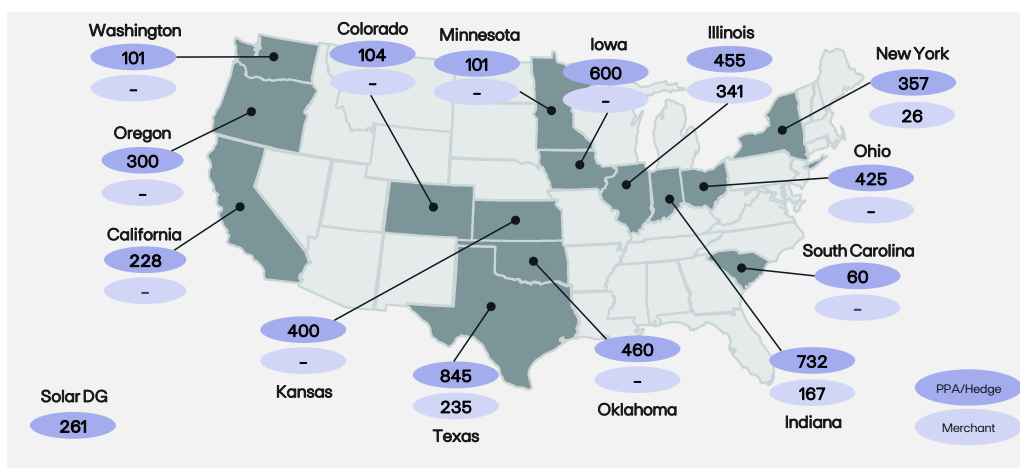 Washington
101
-
Oregon
300
-
California
228
-
Colorado
104
-
Minnesota
101
-
Iowa
600
-
Illinois
455
341
New York
357
26
Ohio
425
-
South Carolina
60
-
400
-
Kansas
845
235
Texas
460
-
Oklahoma
732
167
Indiana
Solar DG
261
PPA/Hedge
Merchant